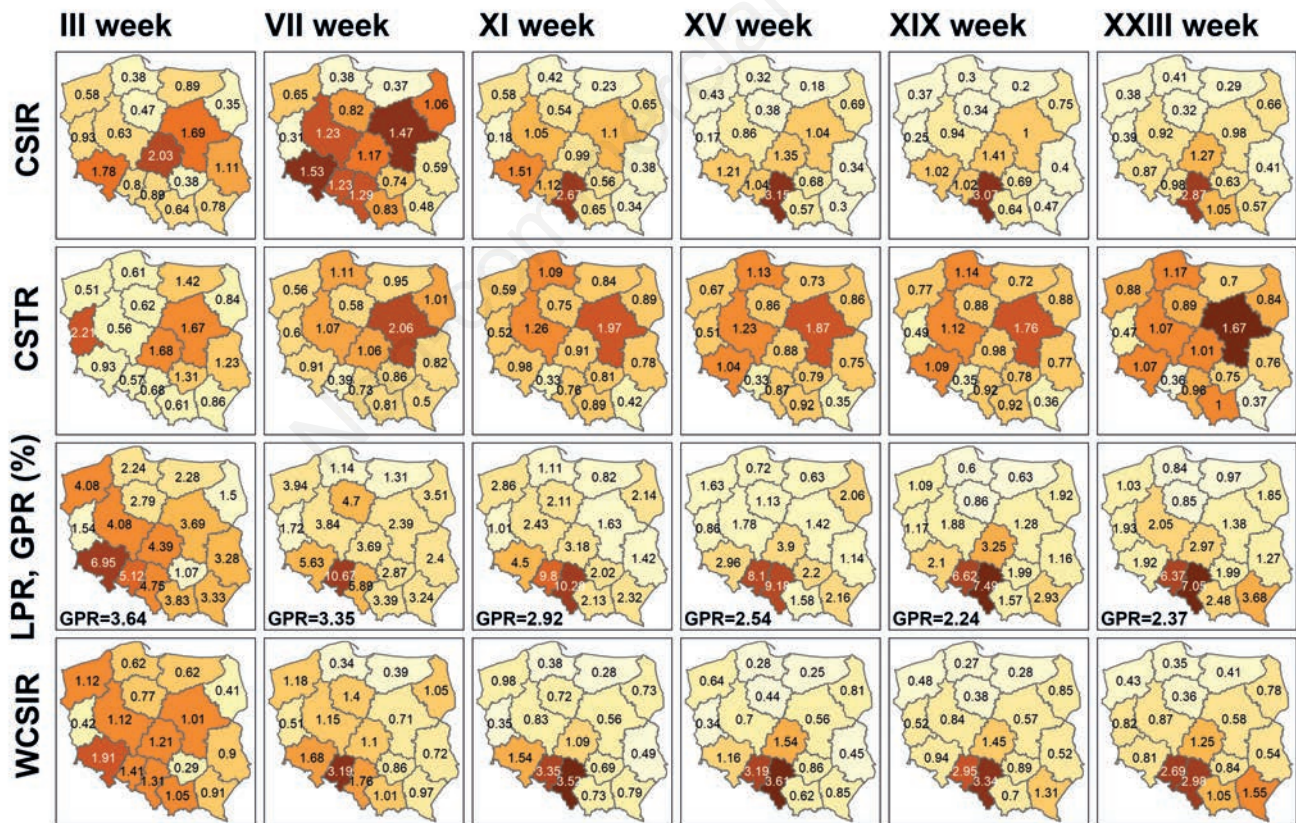 III week VII week XI week XV week XIX week XXIII week
CSIR
0.38 0.89 0.58 0.47 0.35 0.93 0.63 1.69 2.03 1.78 1.11 0.8 0.89 0.38 0.64 0.78
0.38 0.37 0.65 0.82 1.06 0.31 1.23 1.47 1.17 1.53 0.59 1.23 1.29 0.74 0.83 0.48
0.42 0.23 0.58 0.54 0.65 0.18 1.05 1.1 0.99 1.51 0.38 1.12 2.67 0.56 0.65 0.34
0.32 0.18 0.43 0.38 0.69 0.17 0.86 1.04 1.35 1.21 0.34 1.04 3.15 0.68 0.57 0.3
0.3 0.2 0.37 0.34 0.75 0.25 0.94 1 1.41 1.02 0.4 1.02 3.07 0.69 0.64 0.47
0.41 0.29 0.38 0.32 0.66 0.39 0.92 0.98 1.27 0.87 0.41 0.98 2.87 0.63 1.05 0.57
CSTR
0.61 1.42 0.51 0.62 0.84 2.21 0.56 1.67 1.68 0.93 1.23 0.57 0.68 1.31 0.61 0.86
1.11 0.95 0.56 0.58 1.01 0.6 1.07 2.06 1.06 0.91 0.82 0.39 0.73 0.86 0.81 0.5
1.09 0.84 0.59 0.75 0.89 0.52 1.26 1.97 0.91 0.98 0.78 0.33 0.76 0.81 0.89 0.42
1.13 0.73 0.67 0.86 0.86 0.51 1.23 1.87 0.88 1.04 0.75 0.33 0.87 0.79 0.92 0.35
1.14 0.72 0.77 0.88 0.88 0.49 1.12 1.76 0.98 1.09 0.77 0.35 0.92 0.78 0.92 0.36
1.17 0.7 0.88 0.89 0.84 0.47 1.07 1.67 1.01 1.07 0.76 0.36 0.96 0.75 1 0.37
LPR, GPR (%)
2.24 2.28 4.08 2.79 1.5 1.54 4.08 3.69 4.39 6.95 3.28 5.12 4.75 1.07 3.83 3.33
GPR=3.64
1.14 1.31 3.94 4.7 3.51 1.72 3.84 2.39 3.69 5.63 2.4 10.67 5.89 2.87 3.39 3.24
GPR=3.35
1.11 0.82 2.86 2.11 2.14 1.01 2.43 1.63 3.18 4.5 1.42 9.8 10.28 2.02 2.13 2.32
GPR=2.92
0.72 0.63 1.63 1.13 2.06 0.86 1.78 1.42 3.9 2.96 1.14 8.1 9.18 2.2 1.58 2.16
GPR=2.54
0.6 0.63 1.09 0.86 1.92 1.17 1.88 1.28 3.25 2.1 1.16 6.62 7.49 1.99 1.57 2.93
GPR=2.24
0.84 0.97 1.03 0.85 1.85 1.93 2.05 1.38 2.97 1.92 1.27 6.37 7.05 1.99 2.48 3.68
GPR=2.37
WCSIR
0.62 0.62 1.12 0.77 0.41 0.42 1.12 1.01 1.21 1.91 0.9 1.41 1.31 0.29 1.05 0.91
0.34 0.39 1.18 1.4 1.05 0.51 1.15 0.71 1.1 1.68 0.72 3.19 1.76 0.86 1.01 0.97
0.38 0.28 0.98 0.72 0.73 0.35 0.83 0.56 1.09 1.54 0.49 3.35 3.52 0.69 0.73 0.79
0.28 0.25 0.64 0.44 0.81 0.34 0.7 0.56 1.54 1.16 0.45 3.19 3.61 0.86 0.62 0.85
0.27 0.28 0.48 0.38 0.85 0.52 0.84 0.57 1.45 0.94 0.52 2.95 3.34 0.89 0.7 1.31
0.35 0.41 0.43 0.36 0.78 0.82 0.87 0.58 1.25 0.81 0.54 2.69 2.98 0.84 1.05 1.55